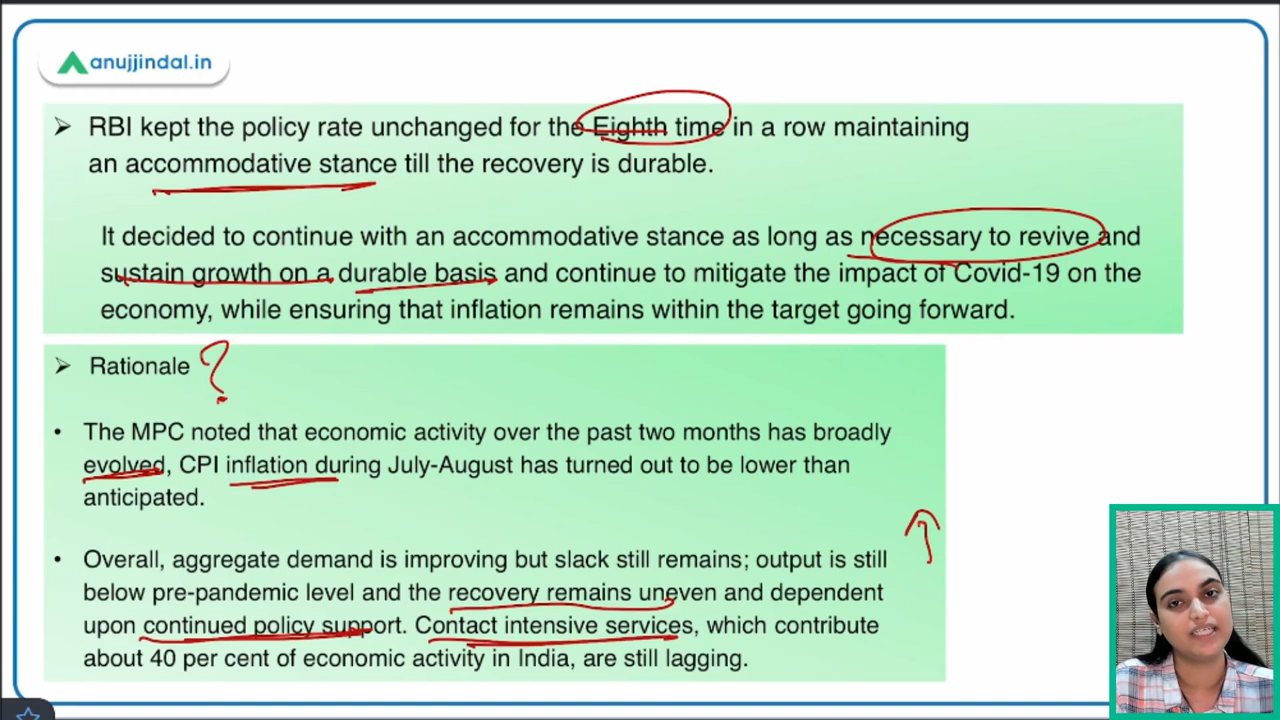 anujjindal.in
➢ RBI kept the policy rate unchanged for the Eighth time in a row maintaining
an accommodative stance till the recovery is durable.
It decided to continue with an accommodative stance as long as necessary to revive and
sustain growth on a durable basis and continue to mitigate the impact of Covid-19 on the
economy, while ensuring that inflation remains within the target going forward.
➢ Rationale ?
• The MPC noted that economic activity over the past two months has broadly
evolved, CPI inflation during July-August has turned out to be lower than
anticipated.
• Overall, aggregate demand is improving but slack still remains; output is still
below pre-pandemic level and the recovery remains uneven and dependent
upon continued policy support. Contact intensive services, which contribute
about 40 per cent of economic activity in India, are still lagging.